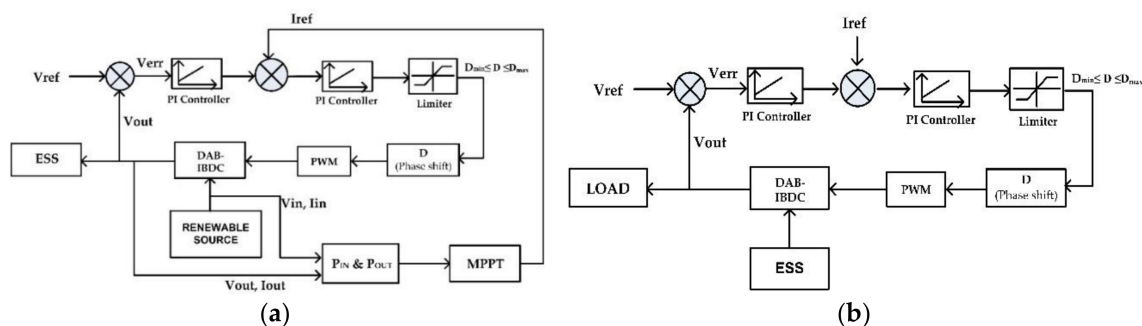 Iref
Vref
Verr
PI Controller
PI Controller
Limiter
Dmin≤ D ≤Dmax
Vout
ESS
DAB-
IBDC
PWM
D
(Phase shift)
Vin, Iin
RENEWABLE
SOURCE
PIN & POUT
MPPT
Vout, Iout
(a)
Iref
Vref
Verr
PI Controller
PI Controller
Limiter
Dmin≤ D ≤Dmax
Vout
LOAD
DAB-
IBDC
PWM
D
(Phase shift)
ESS
(b)